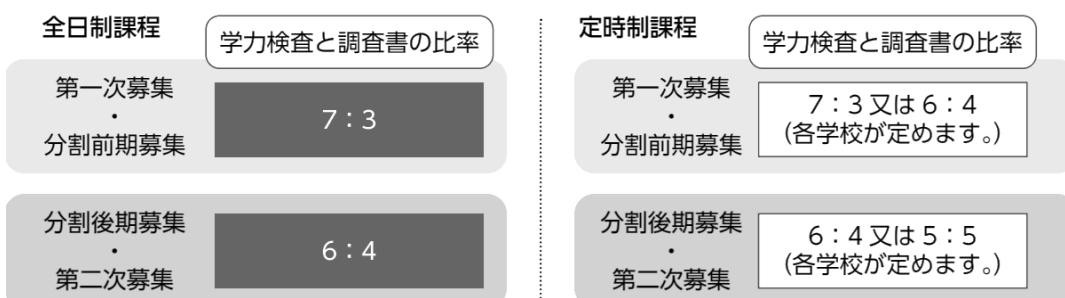 全日制課程
学力検査と調査書の比率
第一次募集
・
分割前期募集
7：3
分割後期募集
・
第二次募集
6：4
定時制課程
学力検査と調査書の比率
第一次募集
・
分割前期募集
7：3又は6：4
(各学校が定めます。)
分割後期募集
・
第二次募集
6：4又は5：5
(各学校が定めます。)